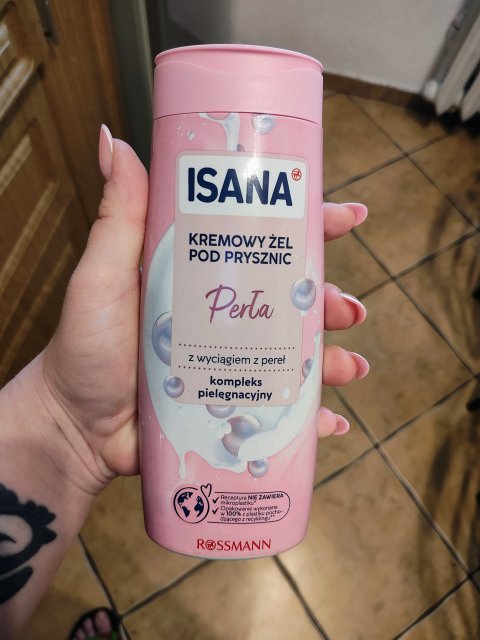 ISANA
KREMOWY ŻEL
POD PRYSZNIC
Perła
z wyciągiem z pereł
kompleks
pielęgnacyjny
Receptura NIE ZAWIERA
mikroplastiku*
Opakowanie wykonane
w 100% z plastiku pocho-
dzącego z recyklingu**
ROSSMANN